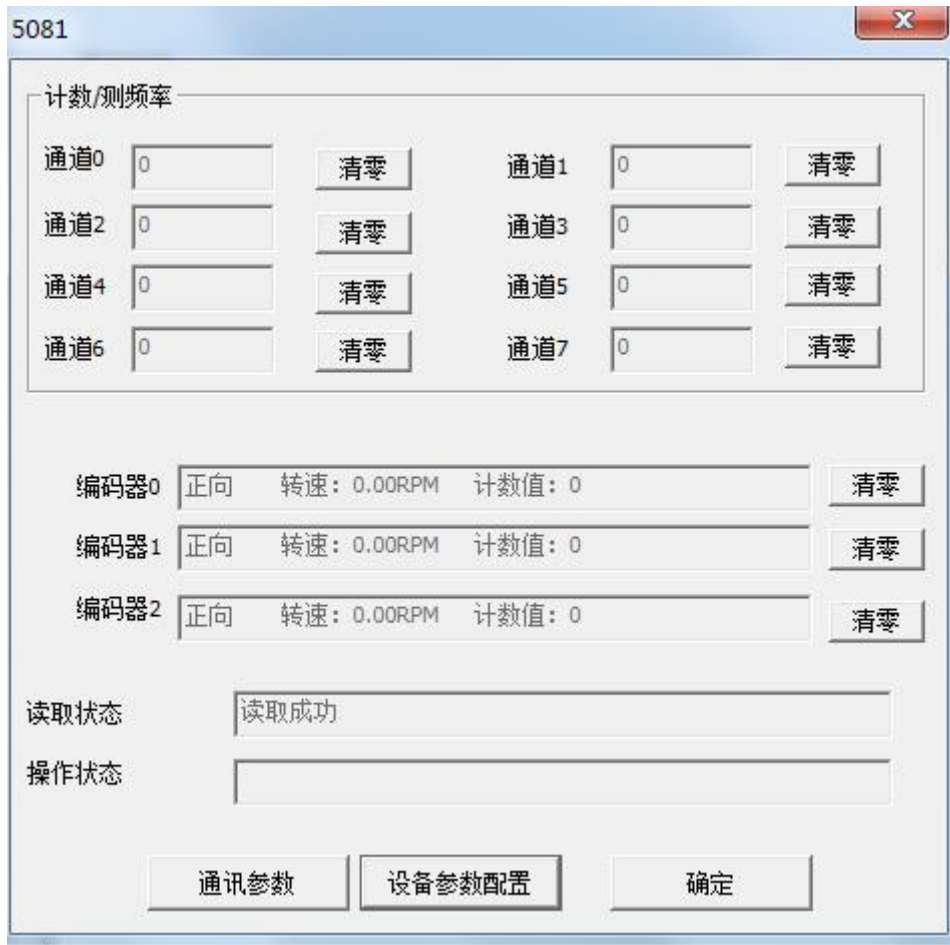 5081
计数/测频率
通道0 0 清零 通道1 0 清零
通道2 0 清零 通道3 0 清零
通道4 0 清零 通道5 0 清零
通道6 0 清零 通道7 0 清零
编码器0 正向 转速：0.00RPM 计数值：0 清零
编码器1 正向 转速：0.00RPM 计数值：0 清零
编码器2 正向 转速：0.00RPM 计数值：0 清零
读取状态 读取成功
操作状态
通讯参数 设备参数配置 确定